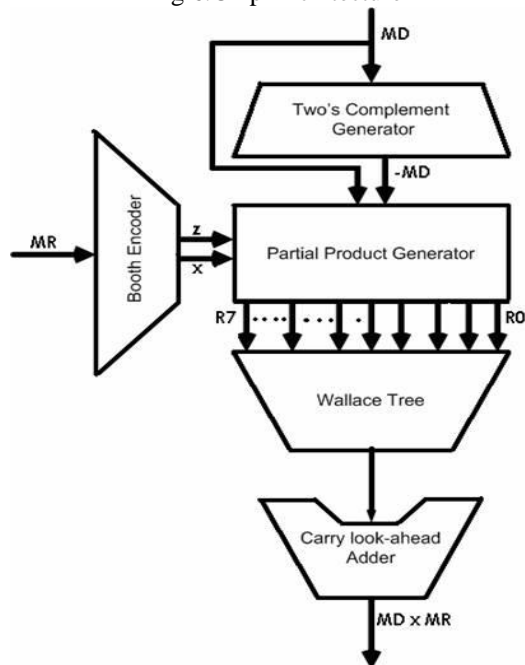 MD
Two's Complement
Generator
-MD
MR
Booth Encoder
z
x
Partial Product Generator
R7
R0
Wallace Tree
Carry look-ahead
Adder
MD x MR